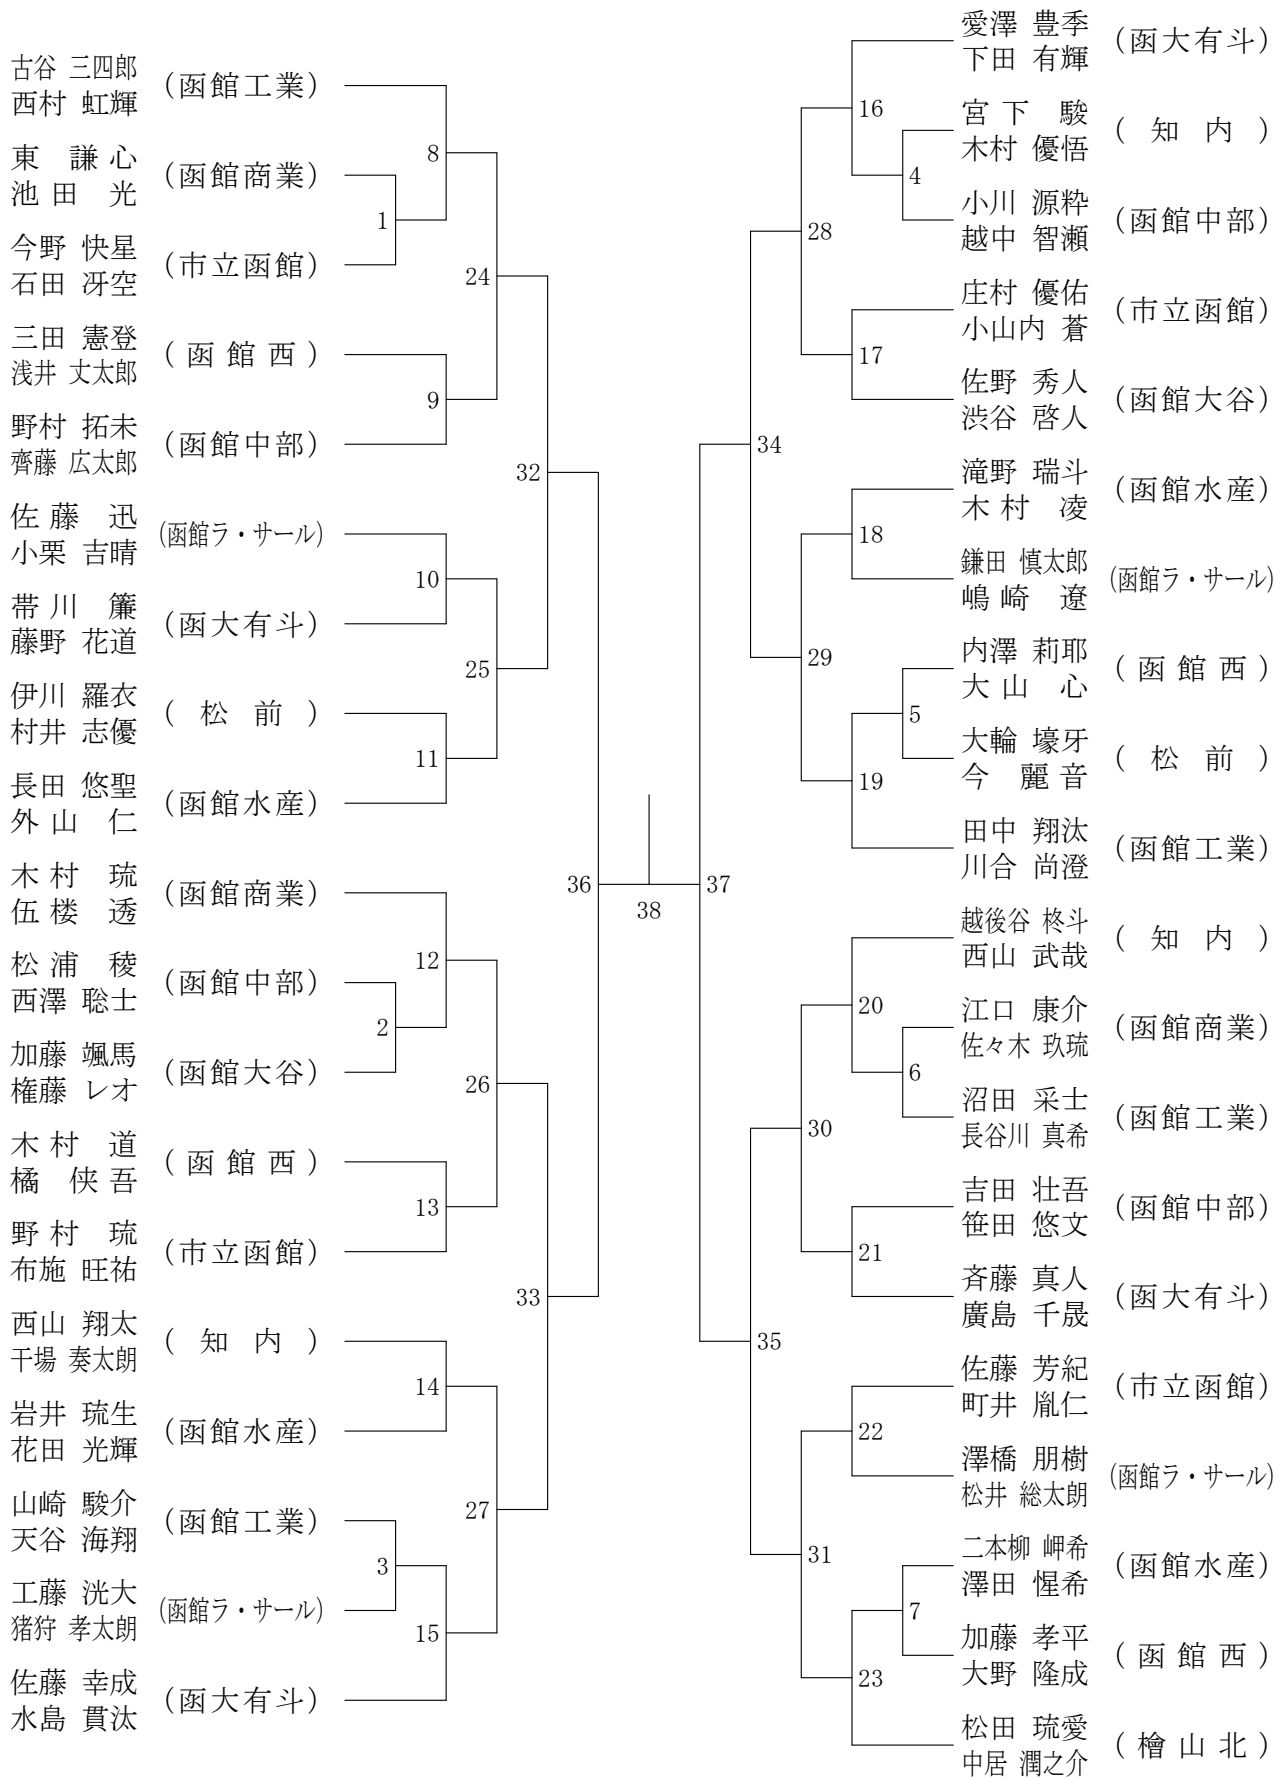 古谷 三四郎
西村 虹輝
(函館工業)
東 謙心
池田 光
(函館商業)
今野 快星
石田 冴空
(市立函館)
三田 憲登
浅井 丈太郎
(函館西)
野村 拓未
齊藤 広太郎
(函館中部)
佐藤 迅
小栗 吉晴
(函館ラ・サール)
帯川 簾
藤野 花道
(函大有斗)
伊川 羅衣
村井 志優
(松前)
長田 悠聖
外山 仁
(函館水産)
木村 琉
伍楼 透
(函館商業)
松浦 稜
西澤 聡士
(函館中部)
加藤 颯馬
権藤 レオ
(函館大谷)
木村 道
橘 侠吾
(函館西)
野村 琉
布施 旺祐
(市立函館)
西山 翔太
干場 奏太朗
(知内)
岩井 琉生
花田 光輝
(函館水産)
山崎 駿介
天谷 海翔
(函館工業)
工藤 洸大
猪狩 孝太朗
(函館ラ・サール)
佐藤 幸成
水島 貫汰
(函大有斗)
1
2
3
8
9
10
11
12
13
14
15
24
25
26
27
32
33
36
38
37
34
35
28
29
30
31
16
17
18
19
20
21
22
23
4
5
6
7
愛澤 豊季
下田 有輝
(函大有斗)
宮下 駿
木村 優悟
(知内)
小川 源粋
越中 智瀬
(函館中部)
庄村 優佑
小山内 蒼
(市立函館)
佐野 秀人
渋谷 啓人
(函館大谷)
滝野 瑞斗
木村 凌
(函館水産)
鎌田 慎太郎
嶋崎 遼
(函館ラ・サール)
内澤 莉耶
大山 心
(函館西)
大輪 壕牙
今 麗音
(松前)
田中 翔汰
川合 尚澄
(函館工業)
越後谷 柊斗
西山 武哉
(知内)
江口 康介
佐々木 玖琉
(函館商業)
沼田 采士
長谷川 真希
(函館工業)
吉田 壮吾
笹田 悠文
(函館中部)
斉藤 真人
廣島 千晟
(函大有斗)
佐藤 芳紀
町井 胤仁
(市立函館)
澤橋 朋樹
松井 総太朗
(函館ラ・サール)
二本柳 岬希
澤田 惺希
(函館水産)
加藤 孝平
大野 隆成
(函館西)
松田 琉愛
中居 潤之介
(檜山北)